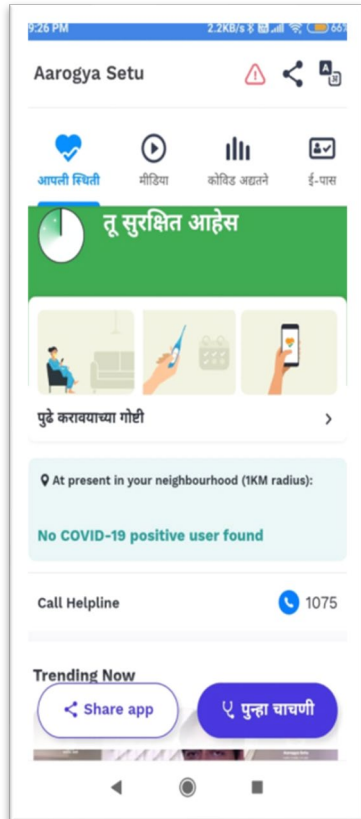 9:26 PM 2.2KB/s 66%
Aarogya Setu
आपली स्थिती मीडिया कोविड अद्यतने ई-पास
तू सुरक्षित आहेस
पुढे करावयाच्या गोष्टी
At present in your neighbourhood (1KM radius):
No COVID-19 positive user found
Call Helpline 1075
Trending Now
Share app पुन्हा चाचणी